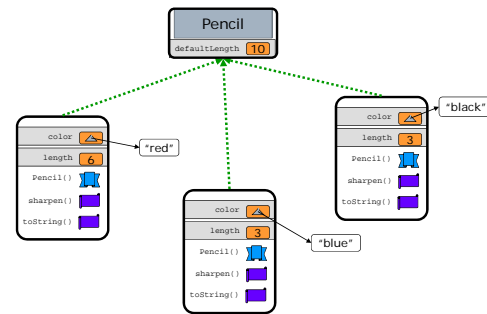 Pencil
defaultLength 10
color
"red"
length 6
Pencil()
sharpen()
toString()
color
"blue"
length 3
Pencil()
sharpen()
toString()
color
"black"
length 3
Pencil()
sharpen()
toString()